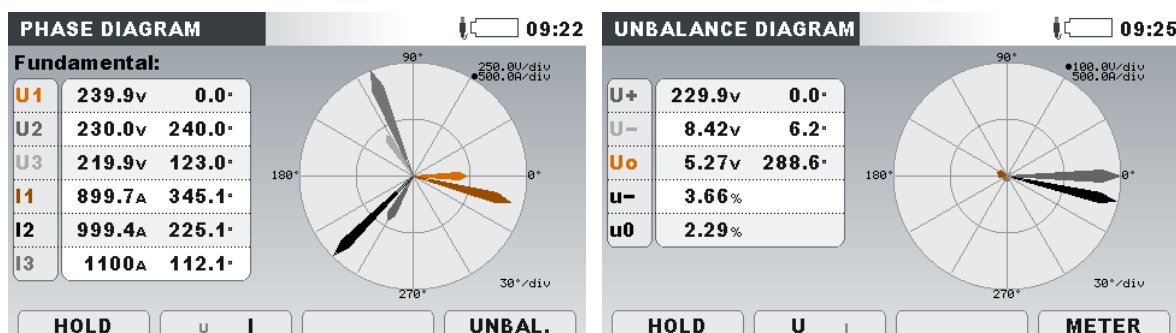 PHASE DIAGRAM 09:22
Fundamental:
U1 239.9V 0.0°
U2 230.0V 240.0°
U3 219.9V 123.0°
I1 899.7A 345.1°
I2 999.4A 225.1°
I3 1100A 112.1°
90°
250.0V/div
●500.0A/div
180°
0°
270°
30°/div
HOLD U I UNBAL.
UNBALANCE DIAGRAM 09:25
U+ 229.9V 0.0°
U- 8.42V 6.2°
Uo 5.27V 288.6°
u- 3.66%
u0 2.29%
90°
●100.0V/div
500.0A/div
180°
0°
270°
30°/div
HOLD U I METER